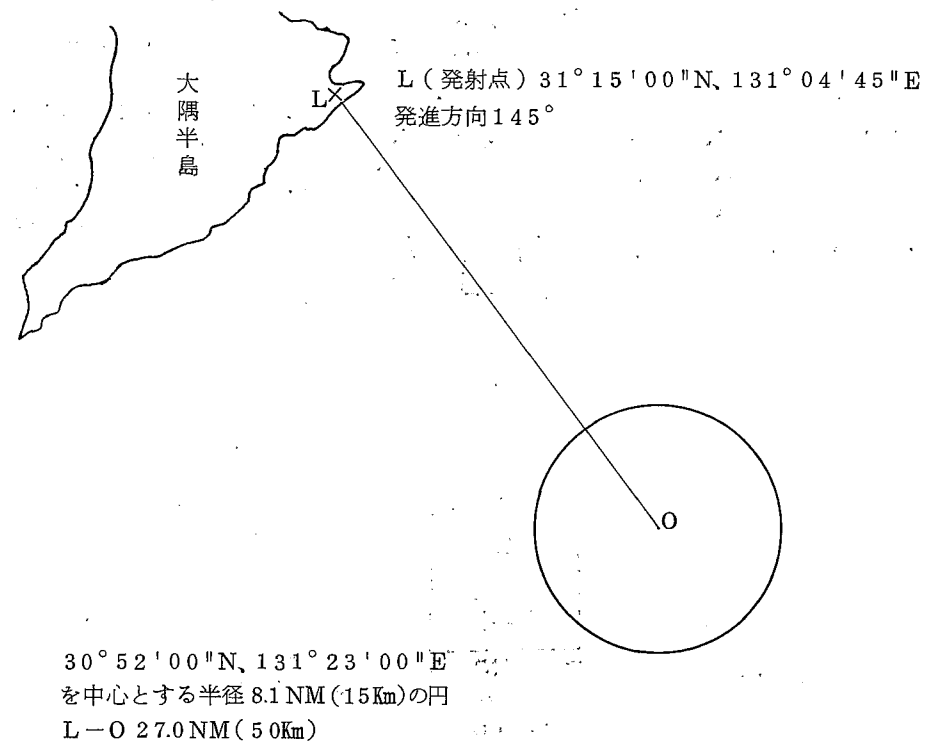 大隅半島
L
L(発射点)31°15'00"N、131°04'45"E
発進方向145°
O
30°52'00"N、131°23'00"E
を中心とする半径8.1NM(15Km)の円
L-O 27.0NM(50Km)